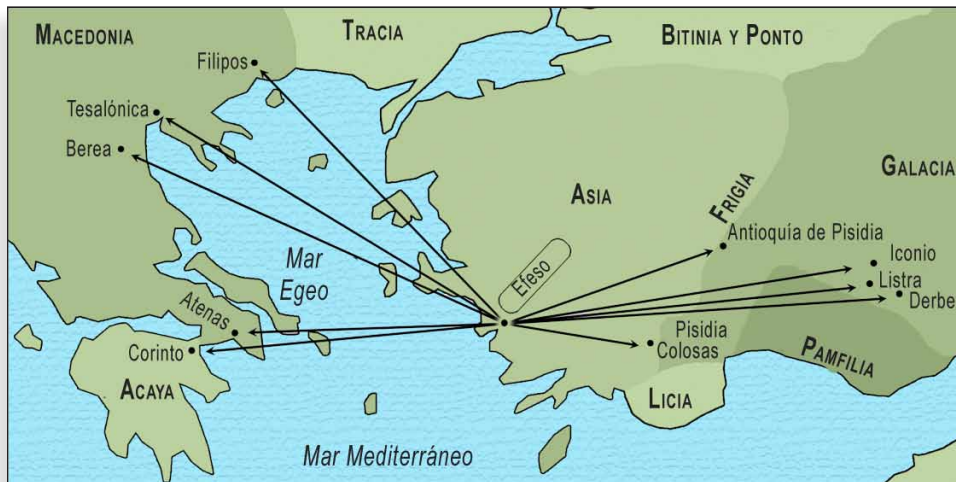 MACEDONIA
TRACIA
BITINIA Y PONTO
Filipos
Tesalónica
Berea
ASIA
FRIGIA
GALACIA
Antioquía de Pisidia
Iconio
Listra
Derbe
Mar
Egeo
Efeso
Atenas
Corinto
ACAYA
Pisidia
Colosas
PAMFILIA
LICIA
Mar Mediterráneo